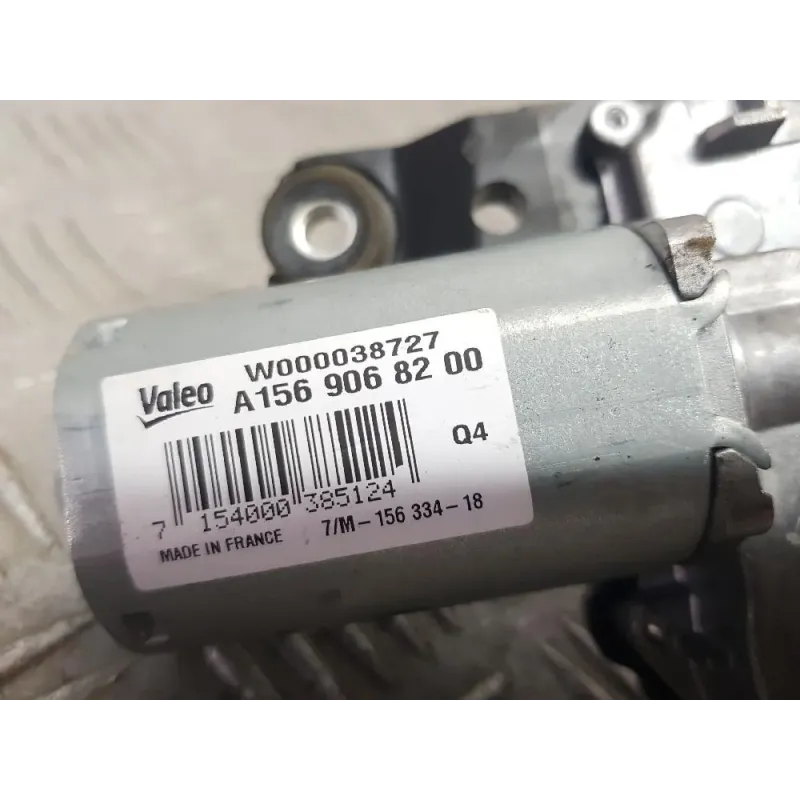 W000038727
Valeo A156 906 82 00
Q4
7 154000 385124
MADE IN FRANCE 7/M-156 334-18